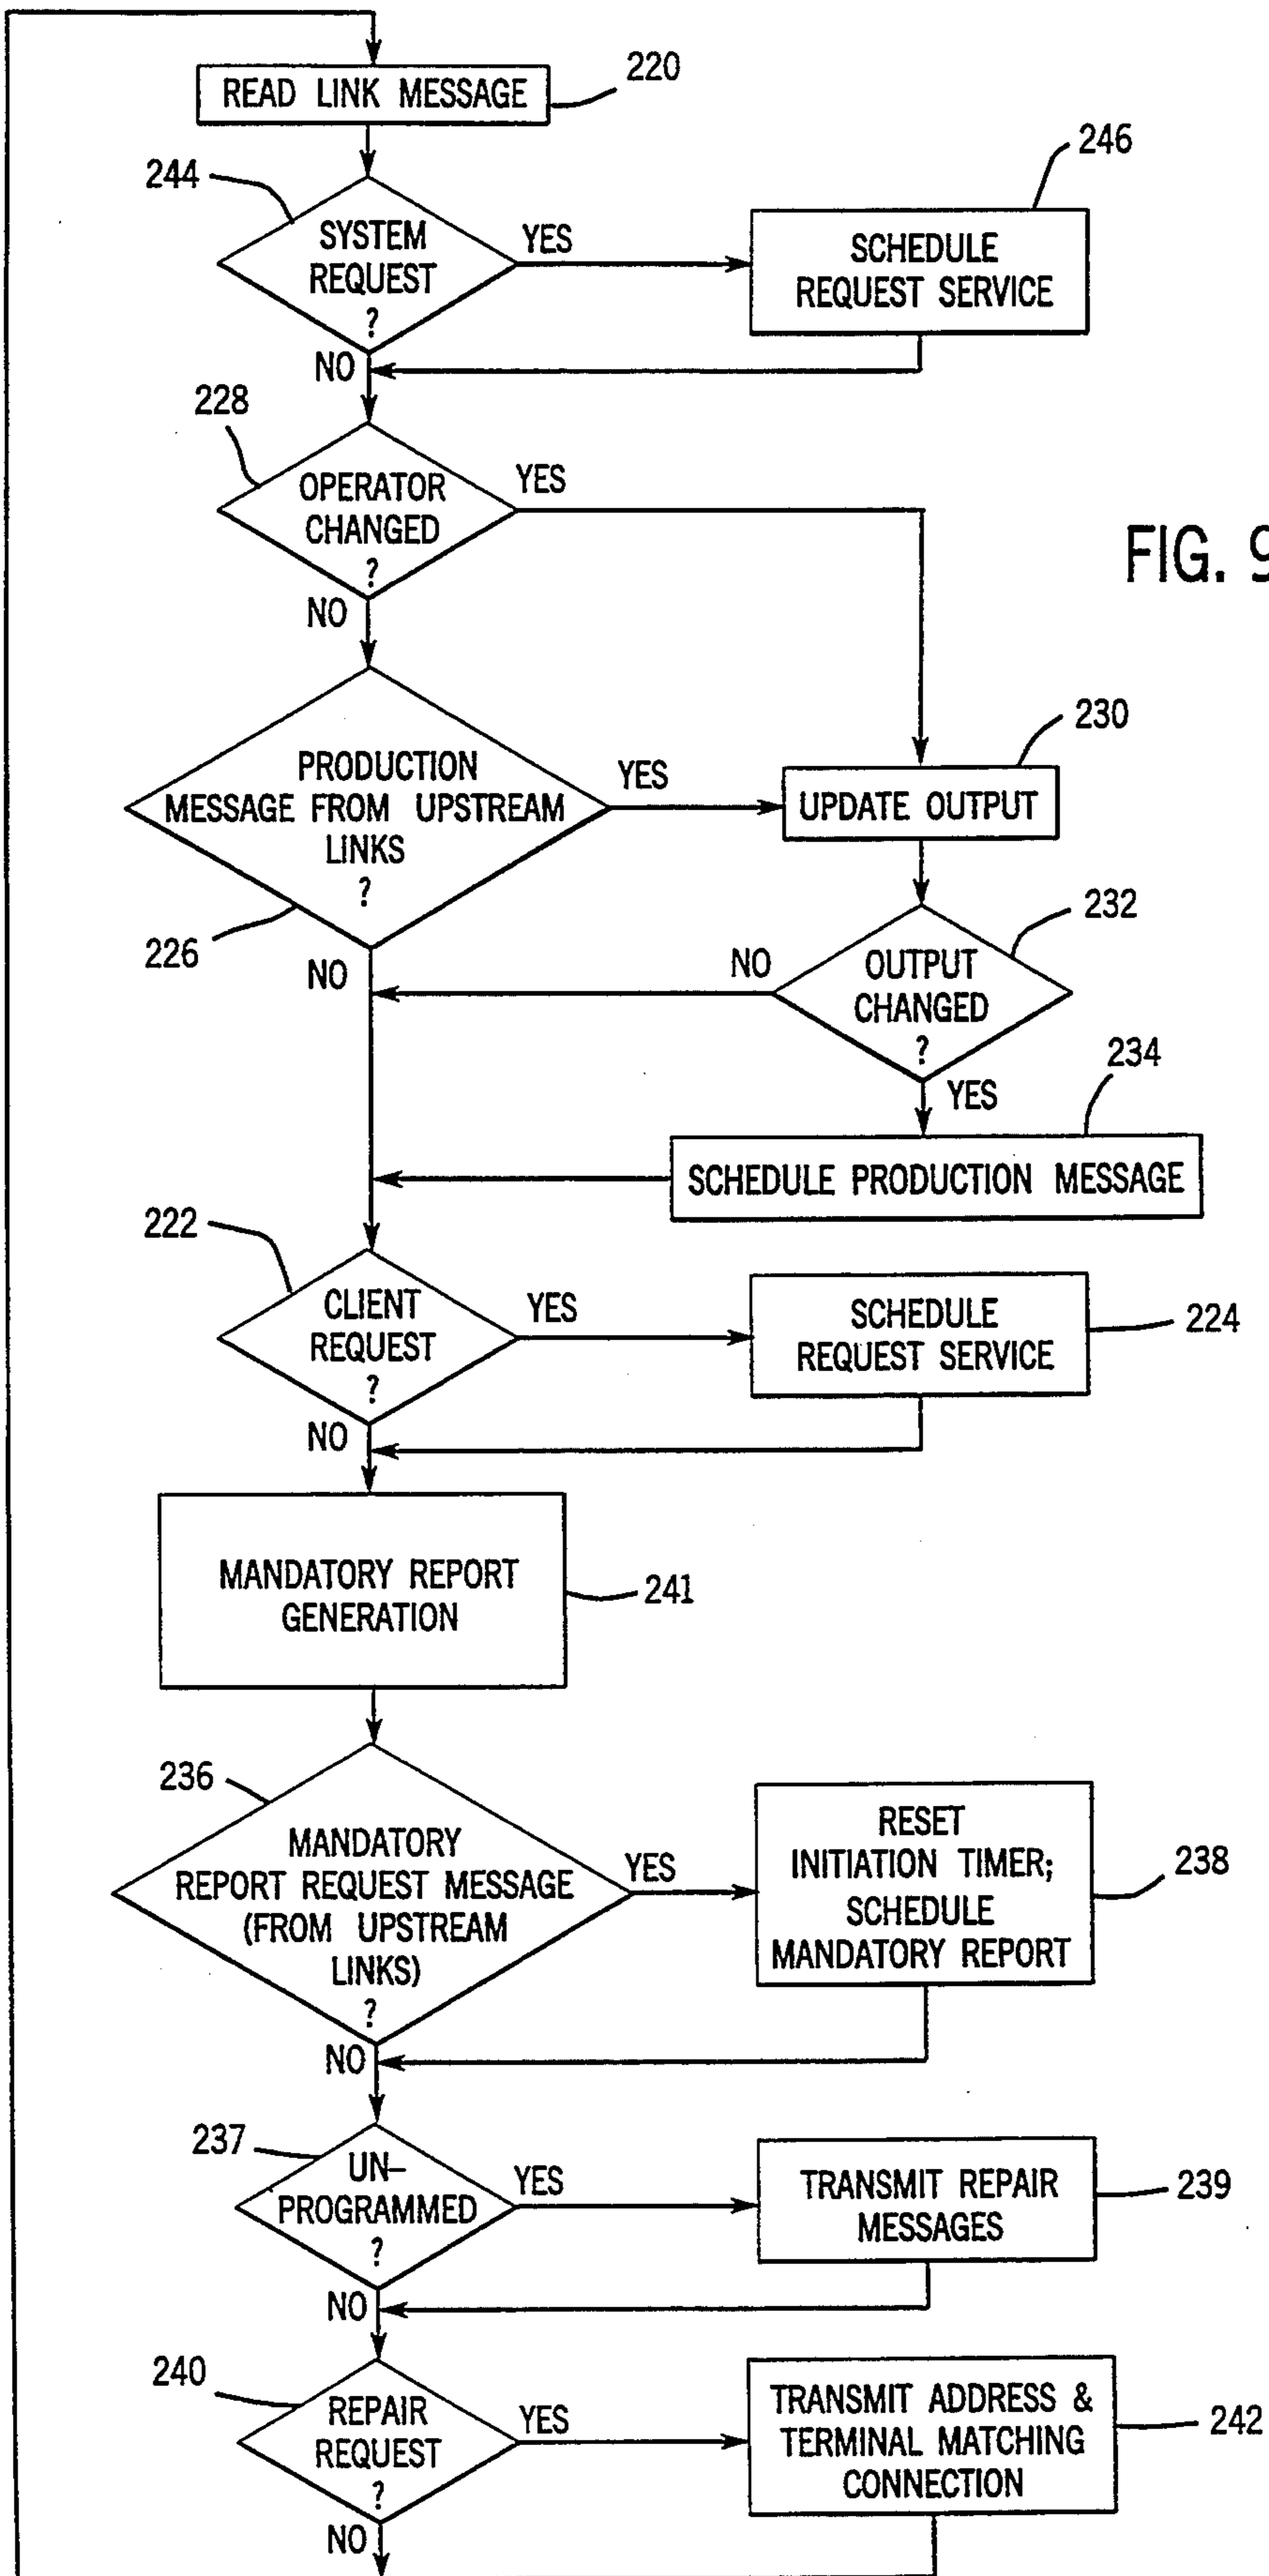 READ LINK MESSAGE
220
244
SYSTEM
REQUEST
?
YES
NO
246
SCHEDULE
REQUEST SERVICE
228
OPERATOR
CHANGED
?
YES
NO
FIG. 9
PRODUCTION
MESSAGE FROM UPSTREAM
LINKS
?
YES
226
NO
230
UPDATE OUTPUT
232
OUTPUT
CHANGED
?
NO
YES
234
SCHEDULE PRODUCTION MESSAGE
222
CLIENT
REQUEST
?
YES
NO
SCHEDULE
REQUEST SERVICE
224
MANDATORY REPORT
GENERATION
241
236
MANDATORY
REPORT REQUEST MESSAGE
(FROM UPSTREAM
LINKS)
?
YES
NO
RESET
INITIATION TIMER;
SCHEDULE
MANDATORY REPORT
238
237
UN-
PROGRAMMED
?
YES
NO
TRANSMIT REPAIR
MESSAGES
239
240
REPAIR
REQUEST
?
YES
NO
TRANSMIT ADDRESS &
TERMINAL MATCHING
CONNECTION
242